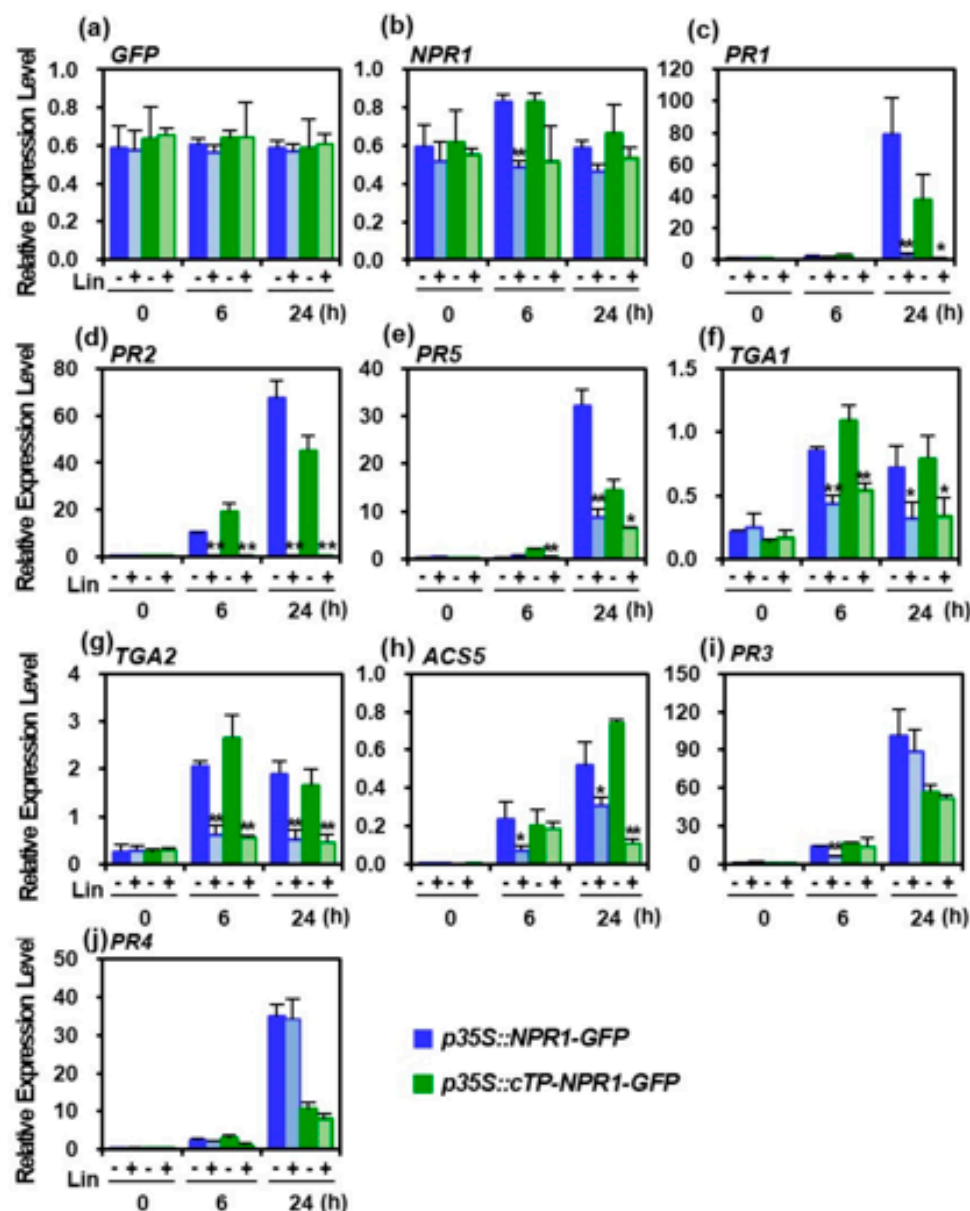 (a) GFP (b) NPR1 (c) PR1
Relative Expression Level
1.0 1.0 120
0.8 0.8 100
0.6 0.6 80
0.4 0.4 60
0.2 0.2 40
0.0 0.0 20
0
** ** *
Lin - + - + - + - + - + - + - + - + - + - + - + - + - + - + - + - + - + - +
0 6 24 (h) 0 6 24 (h) 0 6 24 (h)
(d) PR2 (e) PR5 (f) TGA1
Relative Expression Level
80 40 1.5
60 30 1.0
40 20 0.5
20 10 0.0
0 0
** ** ** ** ** ** * ** ** * *
Lin - + - + - + - + - + - + - + - + - + - + - + - + - + - + - + - + - + - +
0 6 24 (h) 0 6 24 (h) 0 6 24 (h)
(g) TGA2 (h) ACS5 (i) PR3
Relative Expression Level
4 1.0 150
3 0.8 120
2 0.6 90
1 0.4 60
0 0.2 30
0.0 0
** ** ** ** * * ** **
Lin - + - + - + - + - + - + - + - + - + - + - + - + - + - + - + - + - + - +
0 6 24 (h) 0 6 24 (h) 0 6 24 (h)
(j) PR4
Relative Expression Level
50
40
30
20
10
0
Lin - + - + - + - + - + - +
0 6 24 (h)
p35S::NPR1-GFP
p35S::cTP-NPR1-GFP